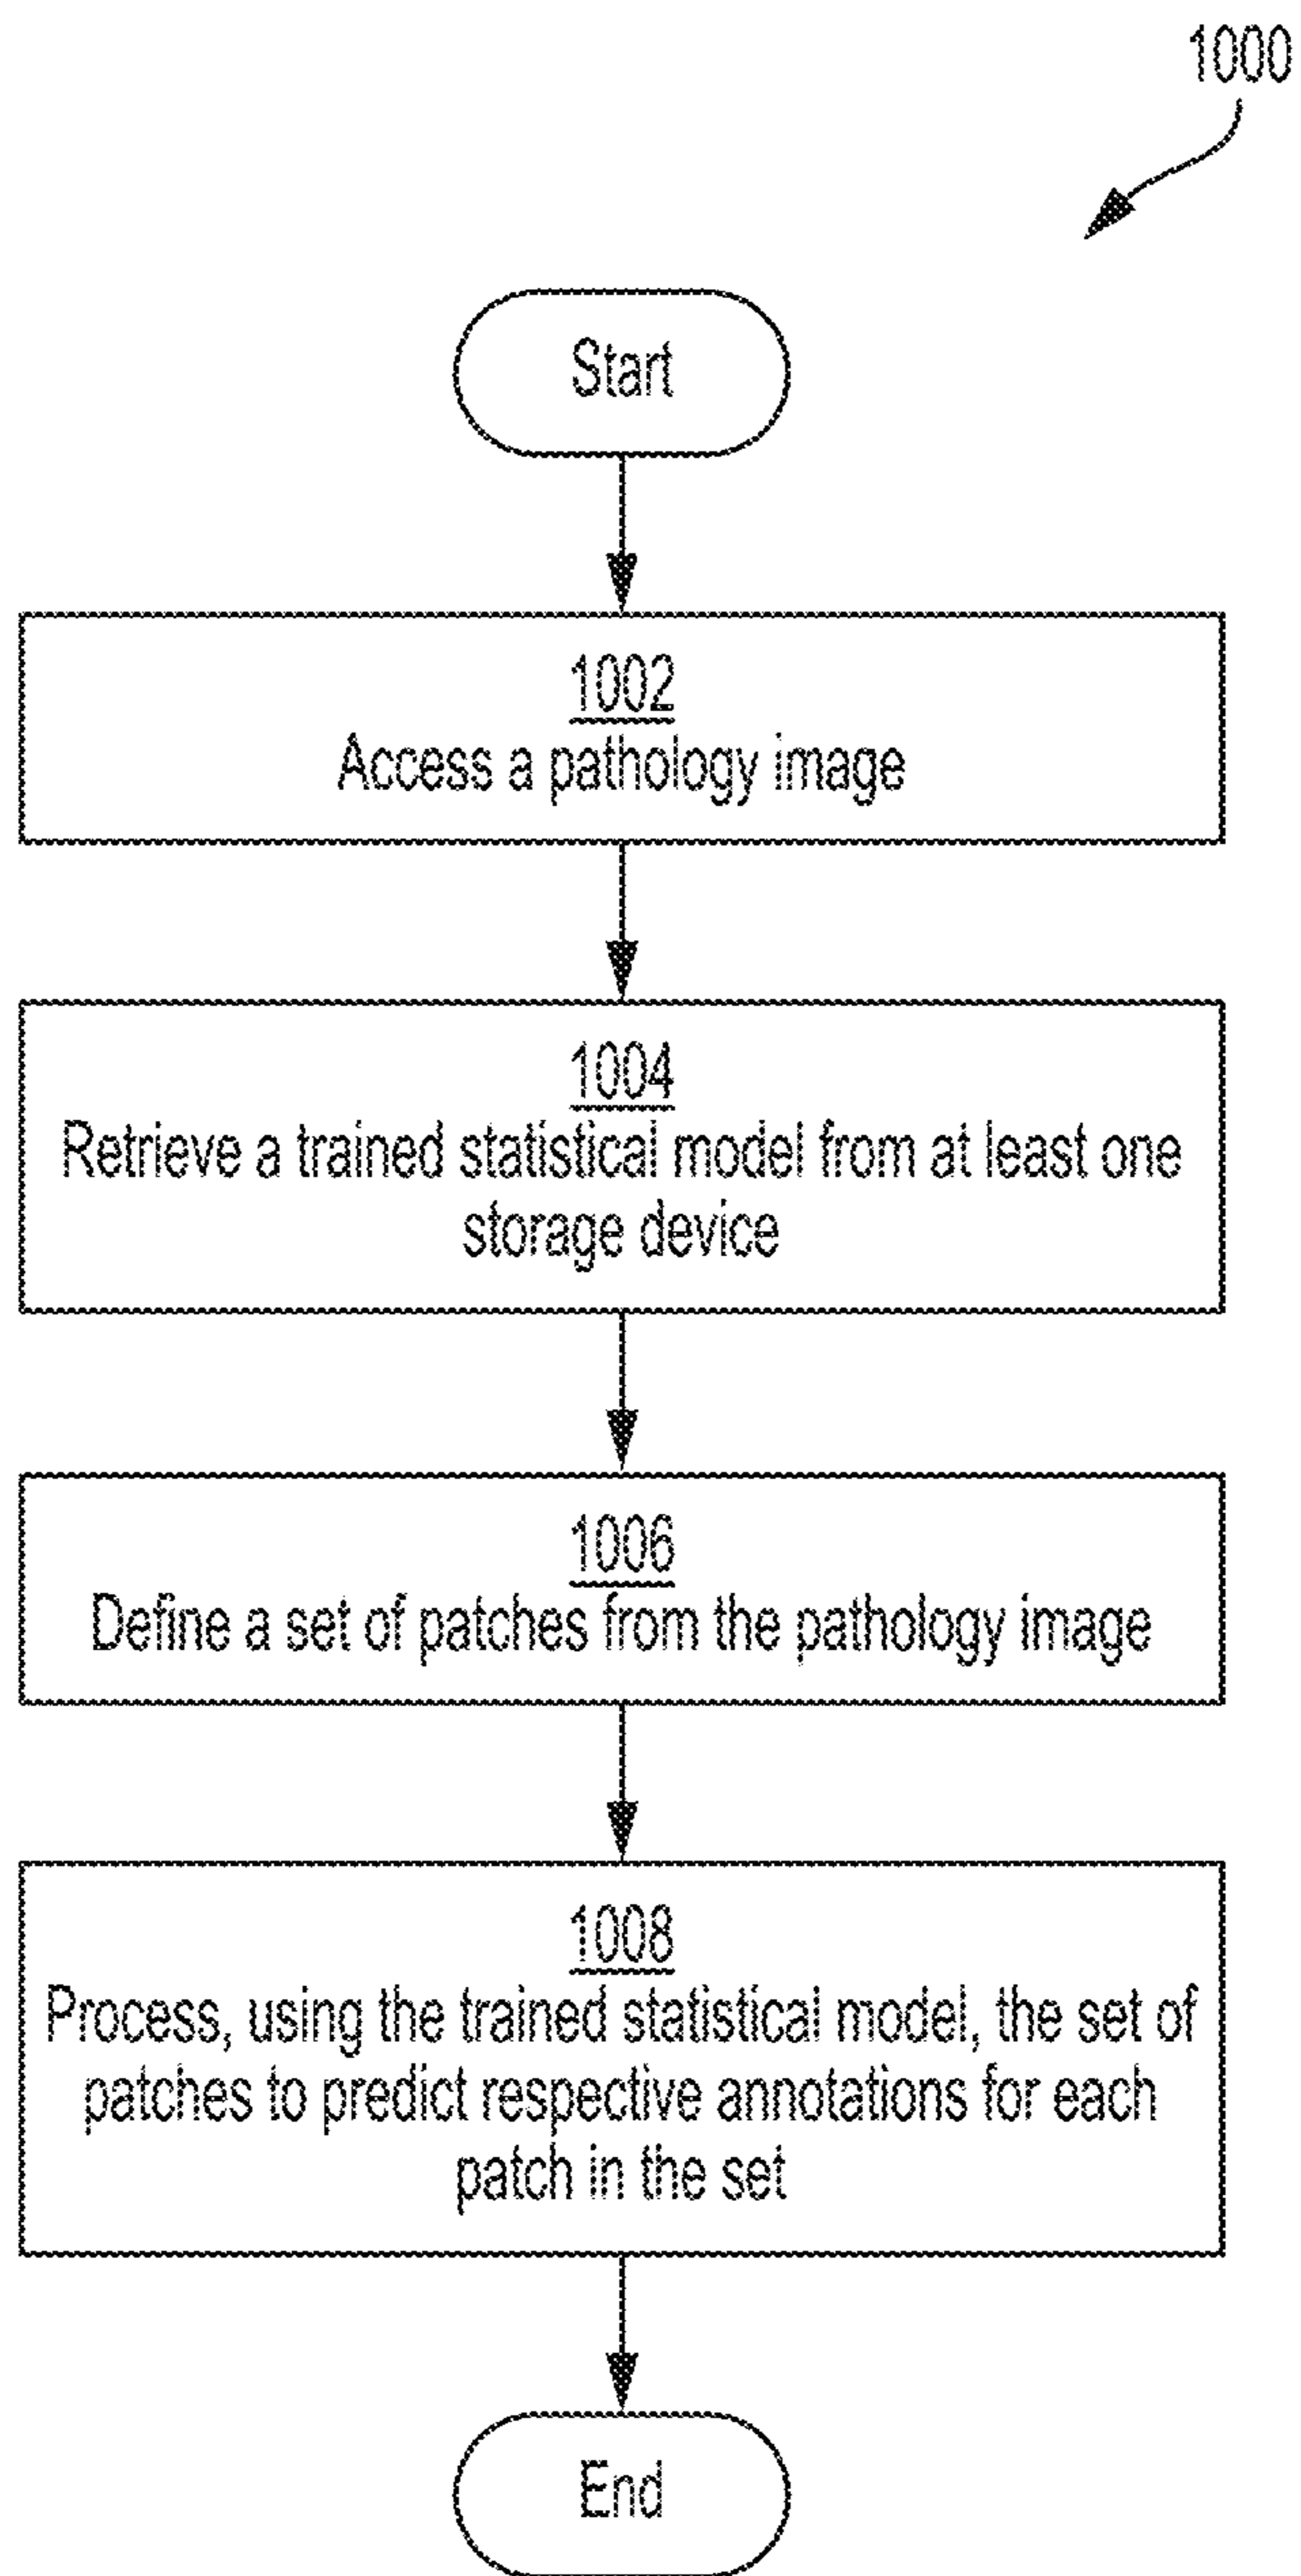 1000
Start
1002
Access a pathology image
1004
Retrieve a trained statistical model from at least one
storage device
1006
Define a set of patches from the pathology image
1008
Process, using the trained statistical model, the set of
patches to predict respective annotations for each
patch in the set
End